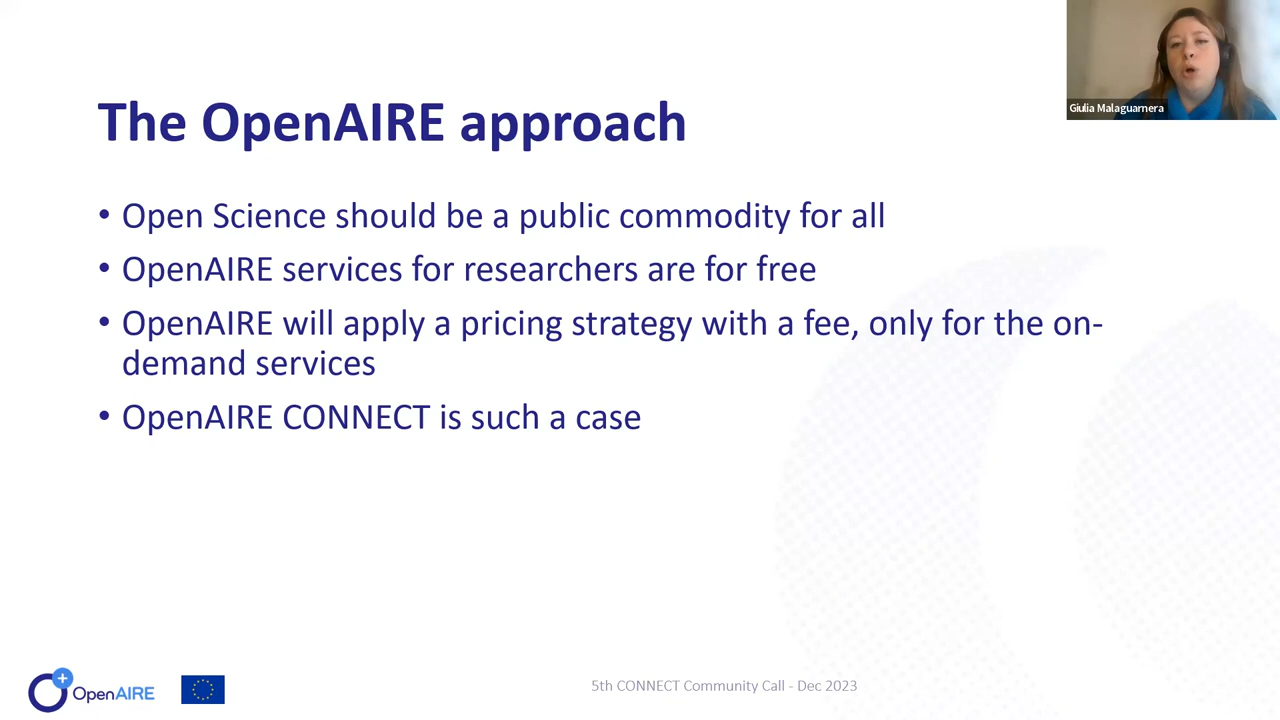 Giulia Malaguarnera
The OpenAIRE approach
• Open Science should be a public commodity for all
• OpenAIRE services for researchers are for free
• OpenAIRE will apply a pricing strategy with a fee, only for the on-
demand services
• OpenAIRE CONNECT is such a case
OpenAIRE
5th CONNECT Community Call - Dec 2023